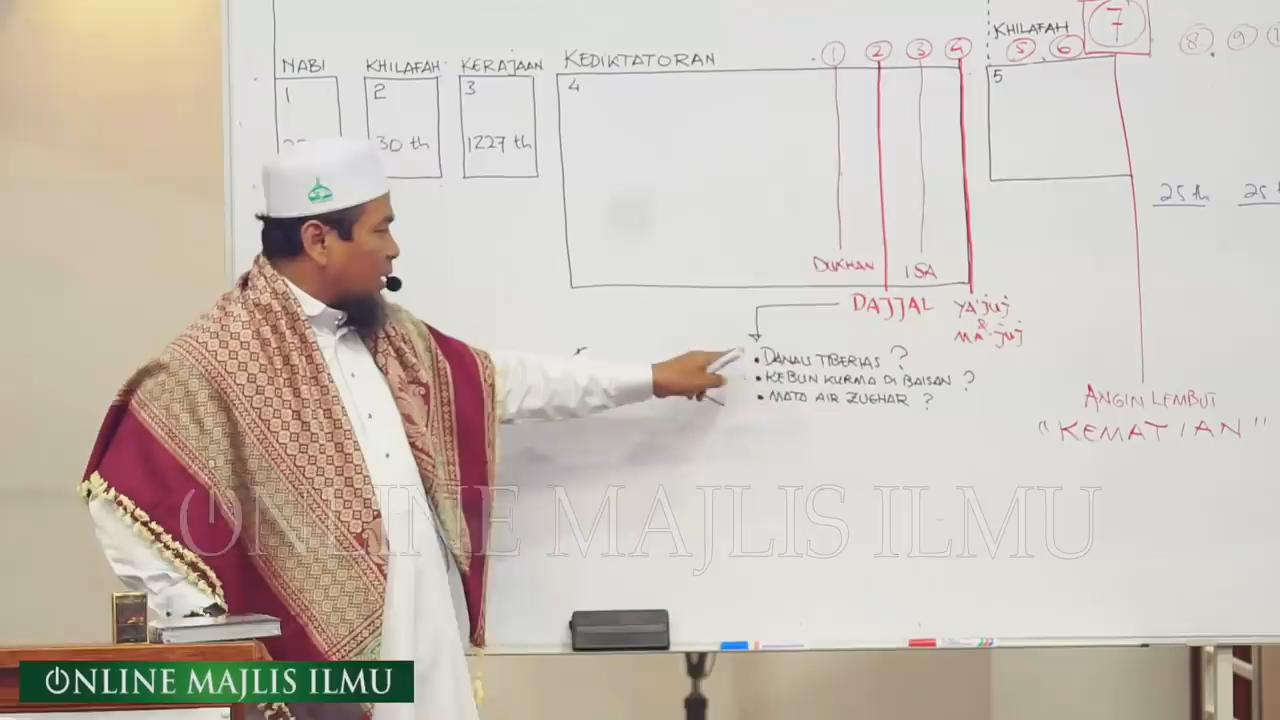 KHILAFAH
7
5 6
8 9
1 2 3 4
NABI KHILAFAH KERAJAAN KEDIKTATORAN
1 2 3 4 5
30 th 1227 th
25 th 25
DUKHAN ISA
DAJJAL YA'juj
&
MA-juj
• DANAU TIBERIAS ?
• KEBUN KURMA DI BAISAN ?
• MATA AIR ZUGHAR ?
ANGIN LEMBUT
"KEMATIAN"
ONLINE MAJLIS ILMU
ONLINE MAJLIS ILMU